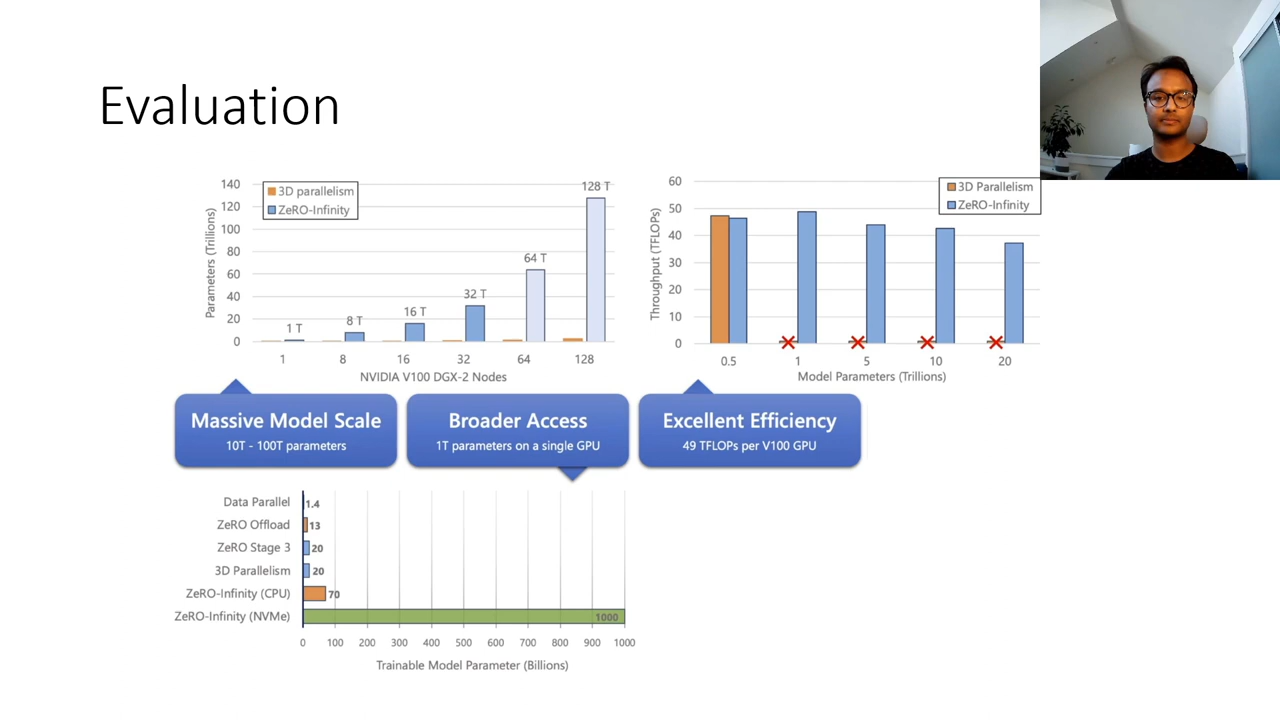 Evaluation
140
120
100
80
60
40
20
0
Parameters (Trillions)
3D parallelism
ZeRO-Infinity
1 T
8 T
16 T
32 T
64 T
128 T
1 8 16 32 64 128
NVIDIA V100 DGX-2 Nodes
60
50
40
30
20
10
0
Throughput (TFLOPs)
3D Parallelism
ZeRO-Infinity
0.5 1 5 10 20
Model Parameters (Trillions)
Massive Model Scale
10T - 100T parameters
Broader Access
1T parameters on a single GPU
Excellent Efficiency
49 TFLOPs per V100 GPU
Data Parallel 1.4
ZeRO Offload 13
ZeRO Stage 3 20
3D Parallelism 20
ZeRO-Infinity (CPU) 70
ZeRO-Infinity (NVMe) 1000
0 100 200 300 400 500 600 700 800 900 1000
Trainable Model Parameter (Billions)